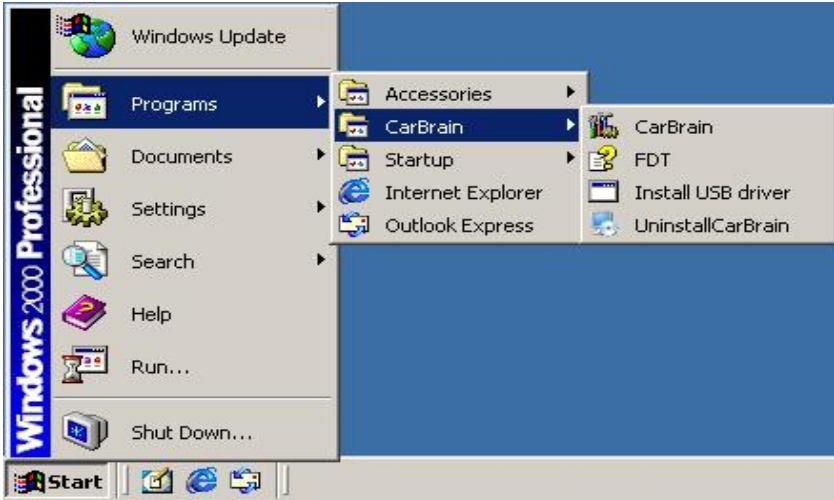 Windows 2000 Professional
Windows Update
Programs
Documents
Settings
Search
Help
Run...
Shut Down...
Accessories
CarBrain
Startup
Internet Explorer
Outlook Express
CarBrain
FDT
Install USB driver
UninstallCarBrain
Start